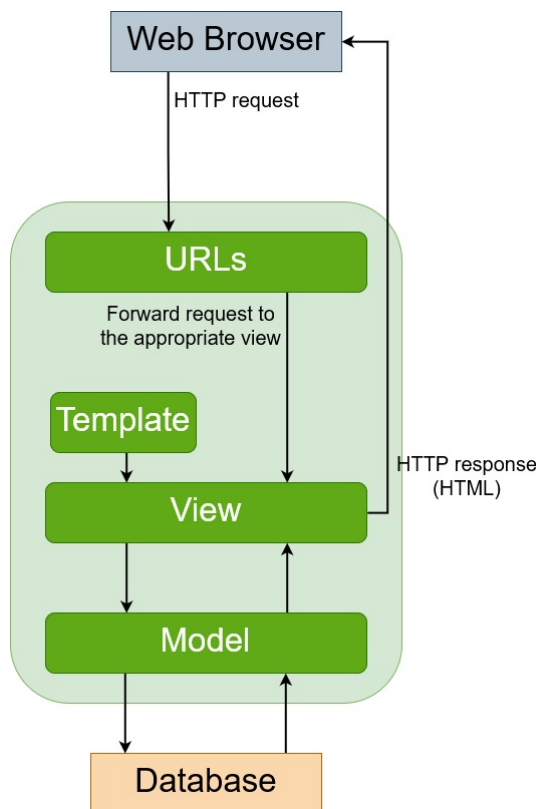 Web Browser
HTTP request
URLs
Forward request to
the appropriate view
Template
HTTP response
(HTML)
View
Model
Database